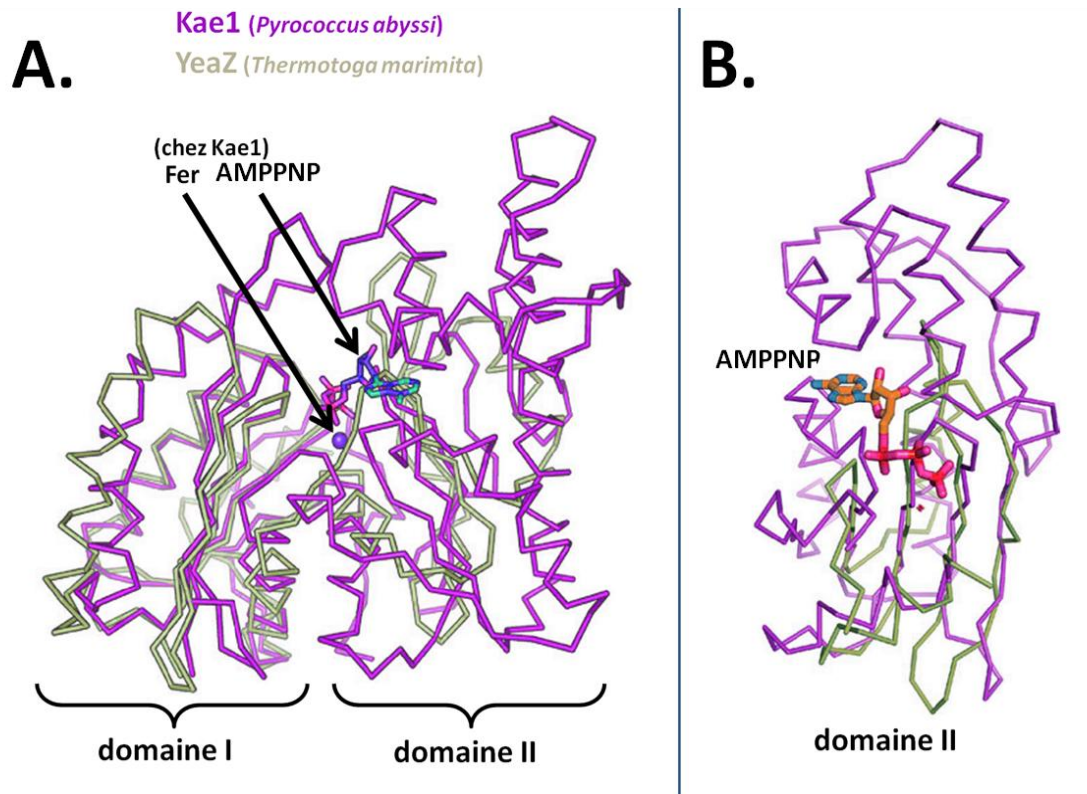 Kae1 (Pyrococcus abyssi)
YeaZ (Thermotoga marimita)
A.
(chez Kae1)
Fer AMPPNP
domaine I
domaine II
B.
AMPPNP
domaine II